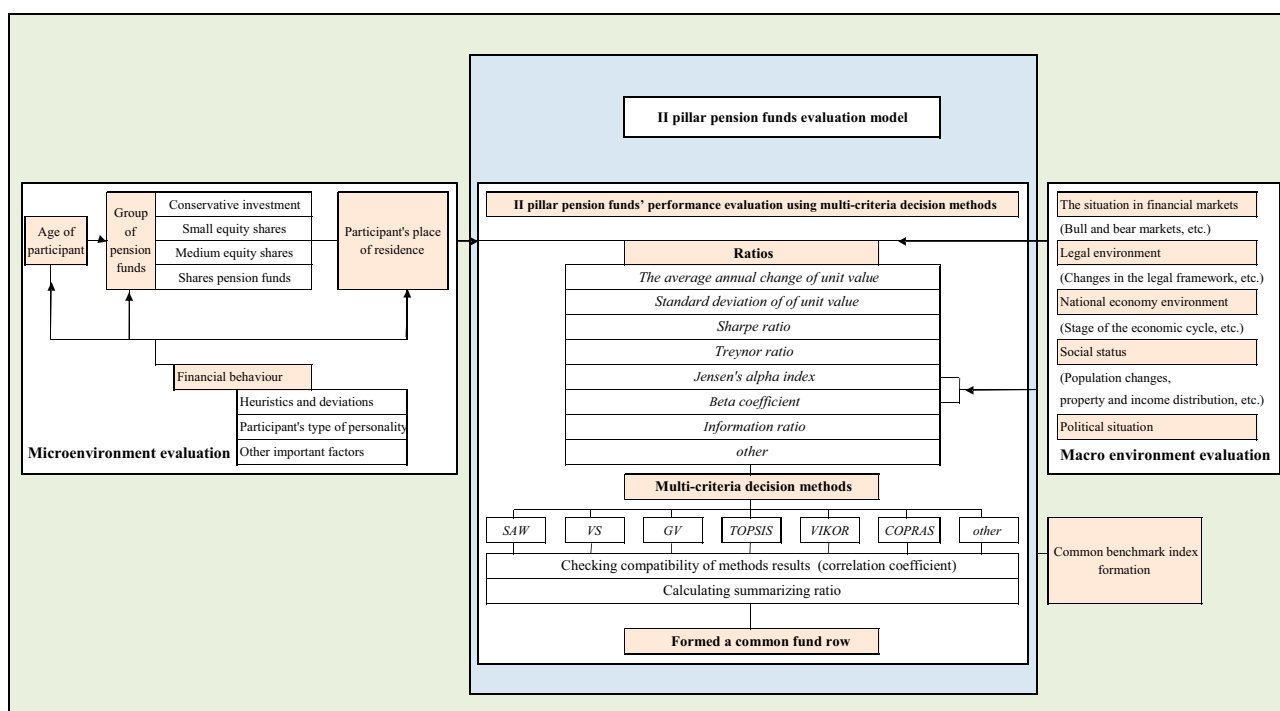 II pillar pension funds evaluation model
Age of
participant
Group
of
pension
funds
Conservative investment
Small equity shares
Medium equity shares
Shares pension funds
Participant's place
of residence
Financial behaviour
Heuristics and deviations
Participant's type of personality
Other important factors
Microenvironment evaluation
II pillar pension funds’ performance evaluation using multi-criteria decision methods
Ratios
The average annual change of unit value
Standard deviation of of unit value
Sharpe ratio
Treynor ratio
Jensen's alpha index
Beta coefficient
Information ratio
other
Multi-criteria decision methods
SAW
VS
GV
TOPSIS
VIKOR
COPRAS
other
Checking compatibility of methods results (correlation coefficient)
Calculating summarizing ratio
Formed a common fund row
The situation in financial markets
(Bull and bear markets, etc.)
Legal environment
(Changes in the legal framework, etc.)
National economy environment
(Stage of the economic cycle, etc.)
Social status
(Population changes,
property and income distribution, etc.)
Political situation
Macro environment evaluation
Common benchmark index
formation